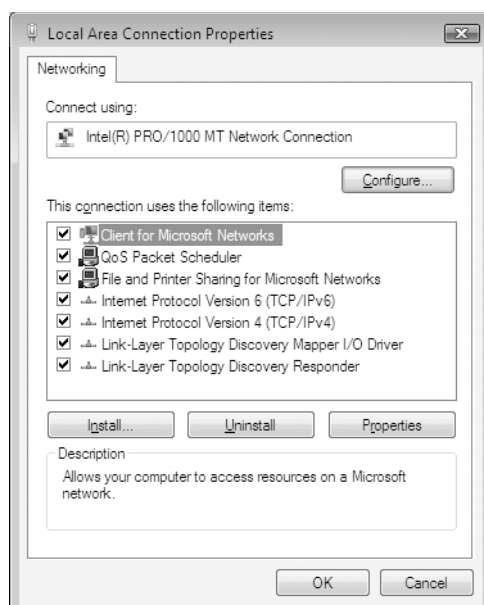 Local Area Connection Properties
Networking
Connect using:
Intel(R) PRO/1000 MT Network Connection
Configure...
This connection uses the following items:
Client for Microsoft Networks
QoS Packet Scheduler
File and Printer Sharing for Microsoft Networks
Internet Protocol Version 6 (TCP/IPv6)
Internet Protocol Version 4 (TCP/IPv4)
Link-Layer Topology Discovery Mapper I/O Driver
Link-Layer Topology Discovery Responder
Install...
Uninstall
Properties
Description
Allows your computer to access resources on a Microsoft
network.
OK
Cancel